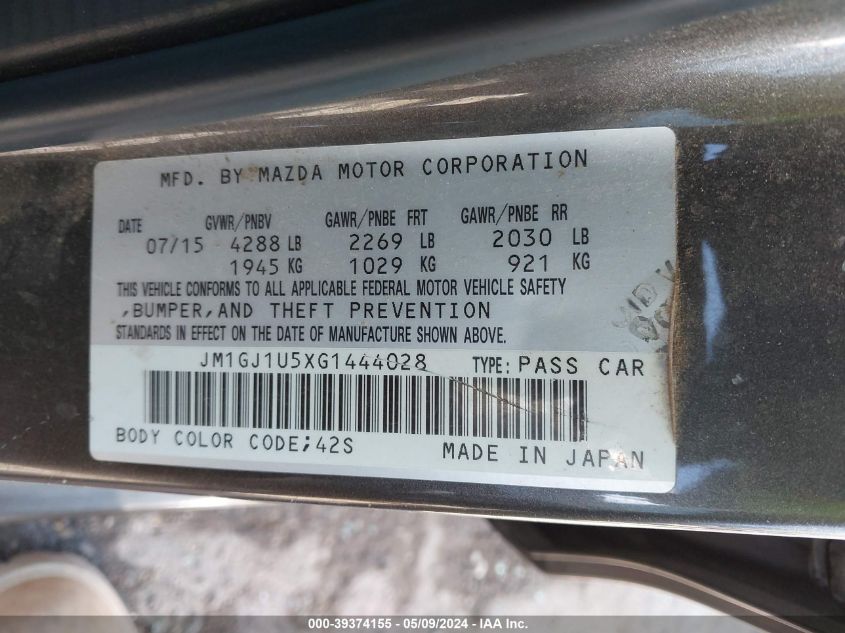 MFD. BY MAZDA MOTOR CORPORATION
DATE GVWR/PNBV GAWR/PNBE FRT GAWR/PNBE RR
07/15 4288 LB 2269 LB 2030 LB
1945 KG 1029 KG 921 KG
THIS VEHICLE CONFORMS TO ALL APPLICABLE FEDERAL MOTOR VEHICLE SAFETY
,BUMPER,AND THEFT PREVENTION
STANDARDS IN EFFECT ON THE DATE OF MANUFACTURE SHOWN ABOVE.
JM1GJ1U5XG1444028 TYPE: PASS CAR
BODY COLOR CODE;42S MADE IN JAPAN
000-39374155 - 05/09/2024 - IAA Inc.